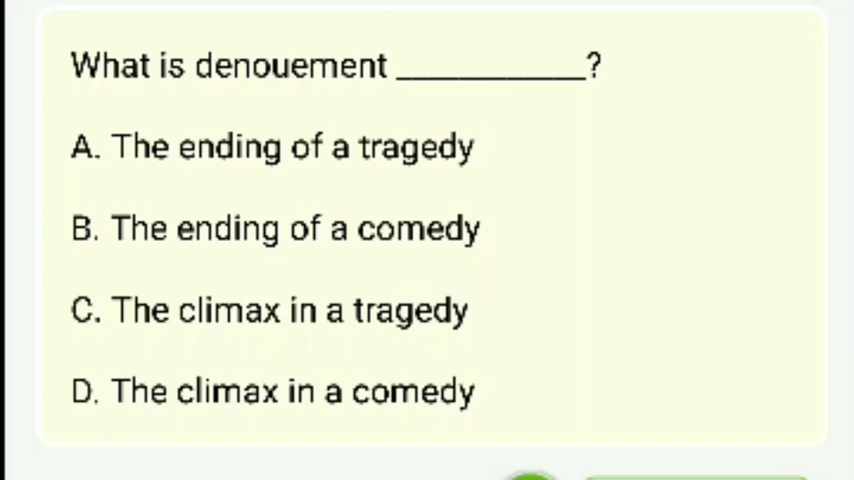 What is denouement ____________?
A. The ending of a tragedy
B. The ending of a comedy
C. The climax in a tragedy
D. The climax in a comedy